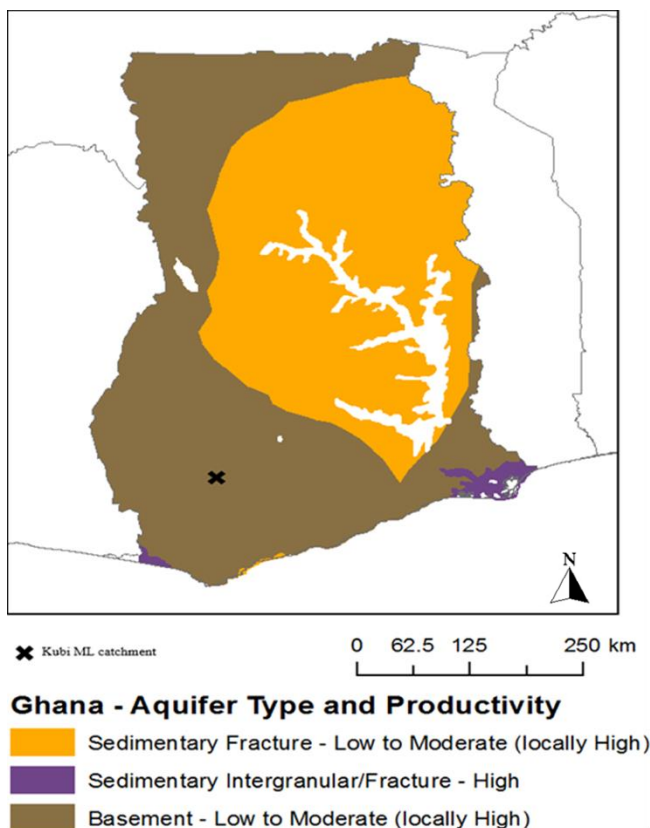 N
Kubi ML catchment
0 62.5 125 250 km
Ghana - Aquifer Type and Productivity
Sedimentary Fracture - Low to Moderate (locally High)
Sedimentary Intergranular/Fracture - High
Basement - Low to Moderate (locally High)